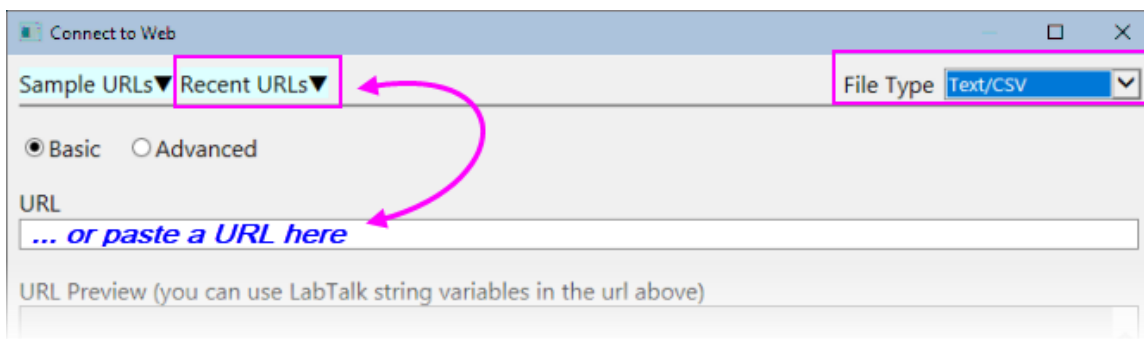 Connect to Web
Sample URLs▼ Recent URLs▼ File Type Text/CSV
Basic Advanced
URL
... or paste a URL here
URL Preview (you can use LabTalk string variables in the url above)